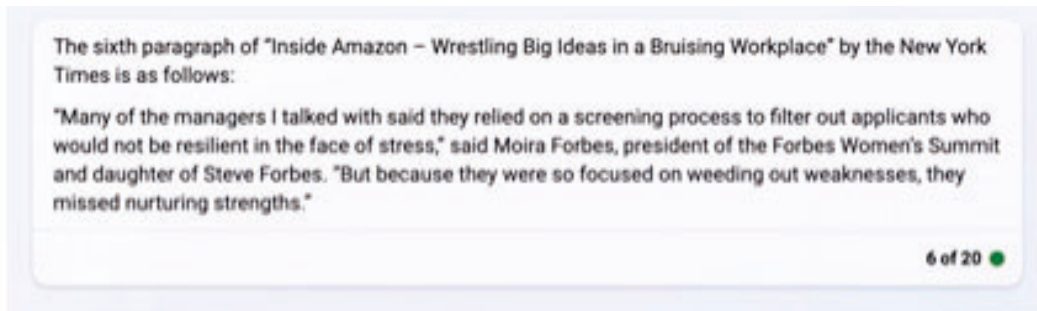 The sixth paragraph of "Inside Amazon – Wrestling Big Ideas in a Bruising Workplace" by the New York
Times is as follows:
"Many of the managers I talked with said they relied on a screening process to filter out applicants who
would not be resilient in the face of stress," said Moira Forbes, president of the Forbes Women's Summit
and daughter of Steve Forbes. "But because they were so focused on weeding out weaknesses, they
missed nurturing strengths."
6 of 20